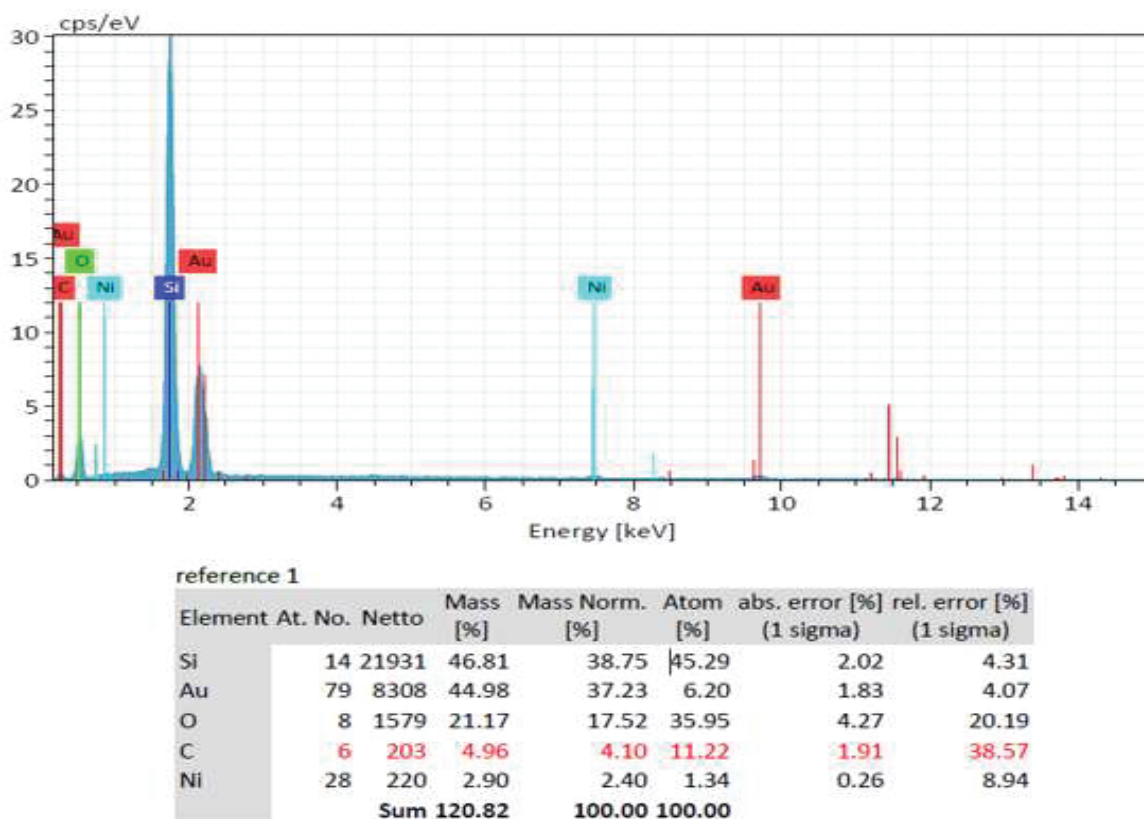 cps/eV
30
25
20
15
10
5
0
Au
O
Au
C
Ni
Si
Ni
Au
2 4 6 8 10 12 14
Energy [keV]
reference 1
Element At. No. Netto Mass [%] Mass Norm. [%] Atom [%] abs. error [%] (1 sigma) rel. error [%] (1 sigma)
Si 14 21931 46.81 38.75 45.29 2.02 4.31
Au 79 8308 44.98 37.23 6.20 1.83 4.07
O 8 1579 21.17 17.52 35.95 4.27 20.19
C 6 203 4.96 4.10 11.22 1.91 38.57
Ni 28 220 2.90 2.40 1.34 0.26 8.94
Sum 120.82 100.00 100.00